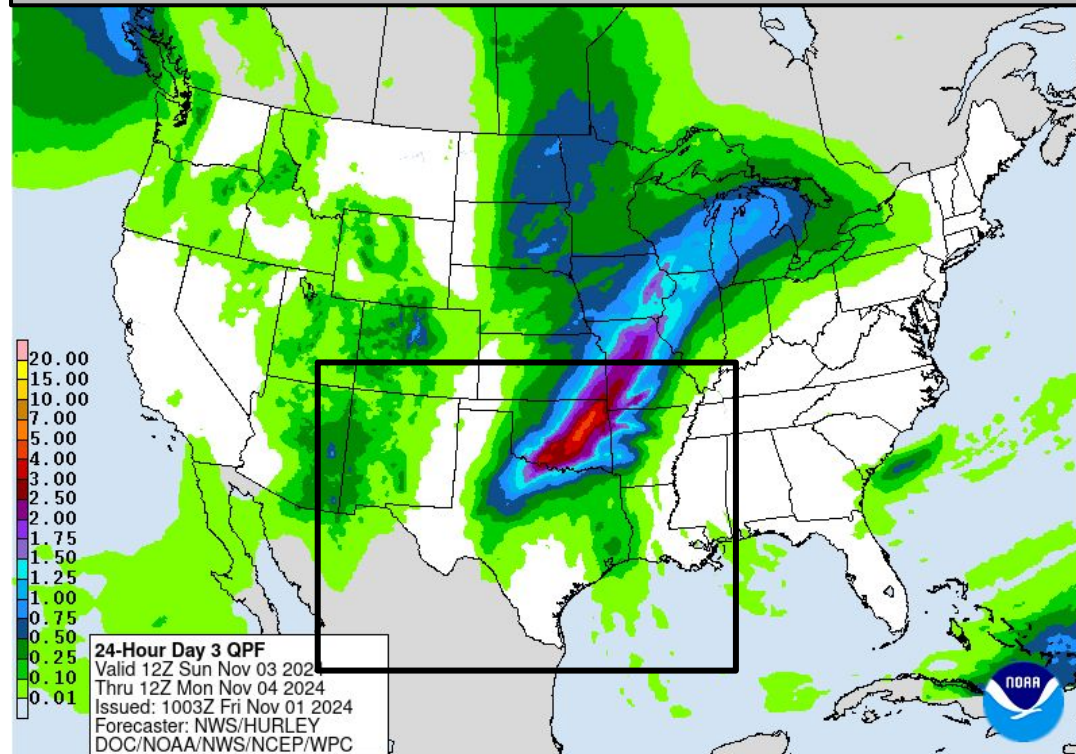 20.00
15.00
10.00
7.00
5.00
4.00
3.00
2.50
2.00
1.75
1.50
1.25
1.00
0.75
0.50
0.25
0.10
0.01
24-Hour Day 3 QPF
Valid 12Z Sun Nov 03 2024
Thru 12Z Mon Nov 04 2024
Issued: 1003Z Fri Nov 01 2024
Forecaster: NWS/HURLEY
DOC/NOAA/NWS/NCEP/WPC
NOAA